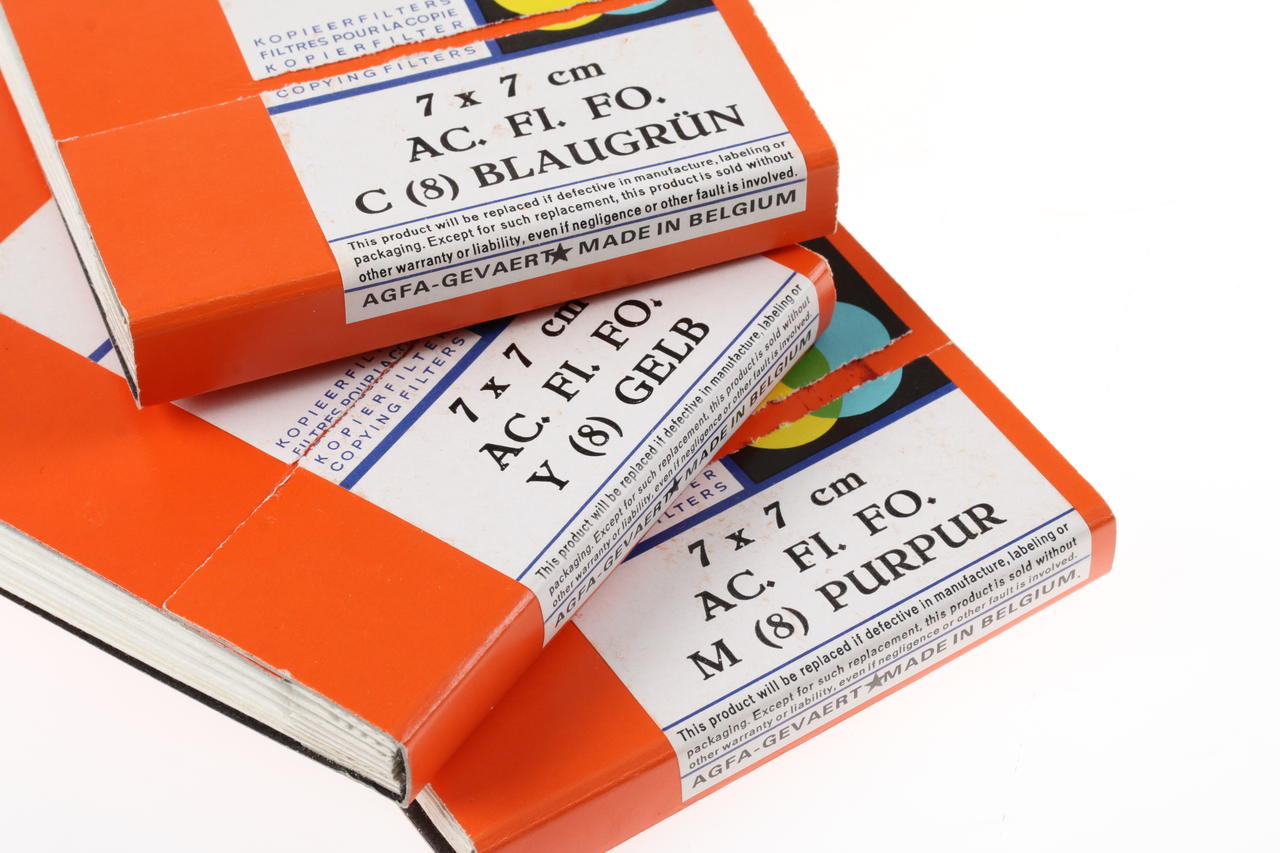 KOPIEERFILTERS
FILTRES POUR LA COPIE
KOPIERFILTER
COPYING FILTERS
7 x 7 cm
AC. FI. FO.
C (8) BLAUGRÜN
This product will be replaced if defective in manufacture, labeling or
packaging. Except for such replacement, this product is sold without
other warranty or liability, even if negligence or other fault is involved.
AGFA-GEVAERT★MADE IN BELGIUM
KOPIEERFIL
FILTRES POUR LA CO
KOPIERFILTE
COPYING FILTERS
7 x 7 cm
AC. FI. FO.
Y (8) GELB
This product will be replaced if defective in manufacture, labeling or
packaging. Except for such replacement, this product is sold without
other warranty or liability, even if negligence or other fault is involved.
AGFA-GEVAERT★MADE IN BELGIUM
TER
LTERS
7 x 7 cm
AC. FI. FO.
M (8) PURPUR
This product will be replaced if defective in manufacture, labeling or
packaging. Except for such replacement, this product is sold without
other warranty or liability, even if negligence or other fault is involved.
AGFA-GEVAERT★MADE IN BELGIUM.